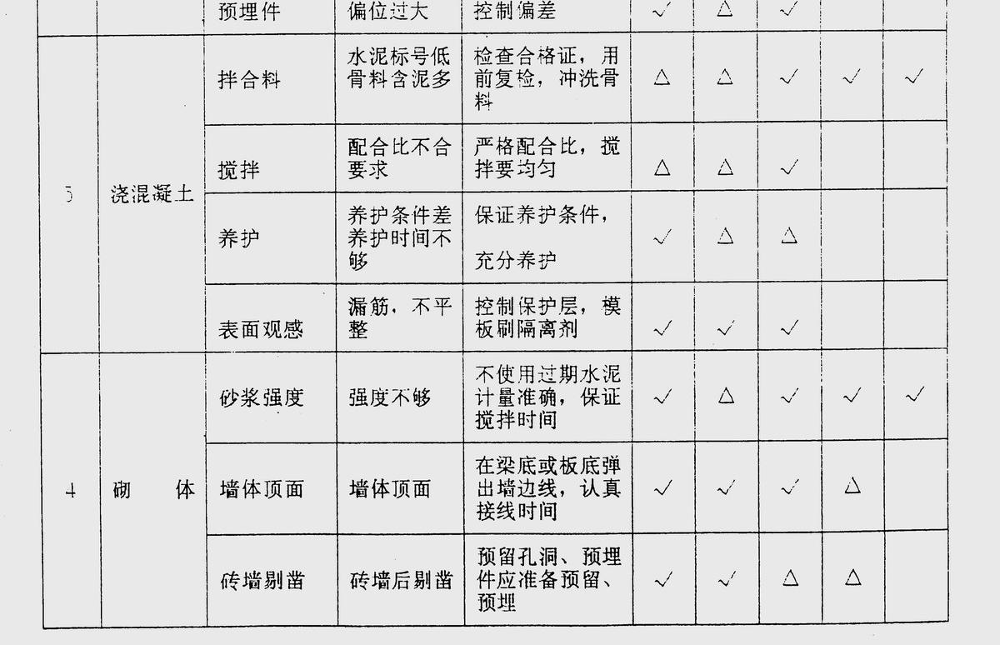 预埋件 偏位过大 控制偏差 √ △ √
水泥标号低 检查合格证，用
拌合料 骨料含泥多 前复检，冲洗骨 △ △ √ √ √
料
配合比不合 严格配合比，搅
搅拌 要求 拌要均匀 △ △ √
浇混凝土
养护条件差 保证养护条件，
养护 养护时间不 √ △ △
够 充分养护
漏筋，不平 控制保护层，模
表面观感 整 板刷隔离剂 √ √ √
不使用过期水泥
砂浆强度 强度不够 计量准确，保证 √ △ √ √ √
搅拌时间
在梁底或板底弹
4 砌 体 墙体顶面 墙体顶面 出墙边线，认真 √ √ √ △
接线时间
预留孔洞、预埋
砖墙剔凿 砖墙后剔凿 件应准备预留、 √ √ △ △
预埋